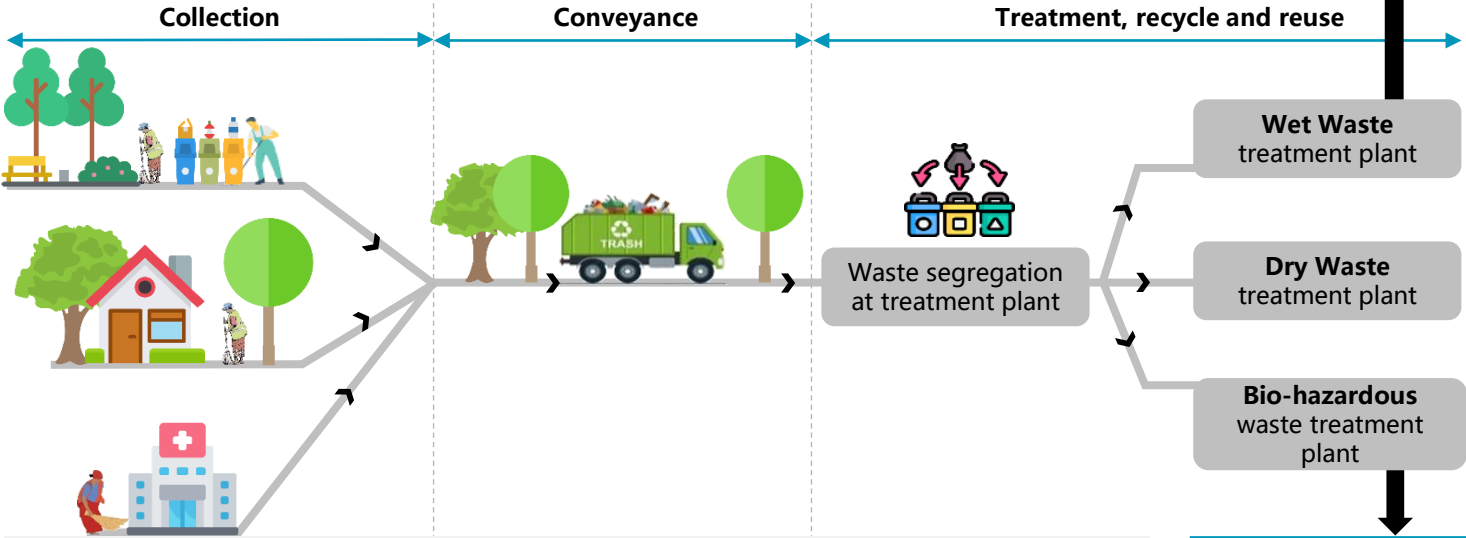 Collection
Conveyance
Treatment, recycle and reuse
TRASH
Waste segregation
at treatment plant
Wet Waste
treatment plant
Dry Waste
treatment plant
Bio-hazardous
waste treatment
plant